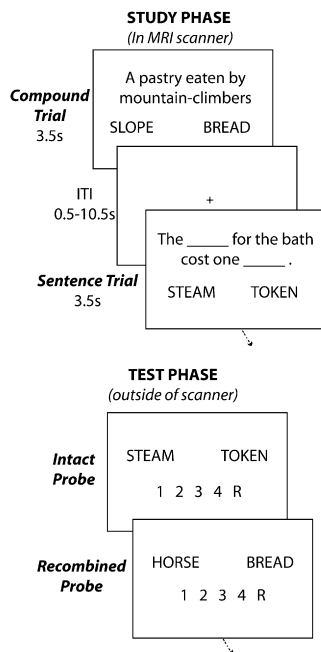 STUDY PHASE
(In MRI scanner)
A pastry eaten by
mountain-climbers
SLOPE BREAD
Compound
Trial
3.5s
ITI
0.5-10.5s
+
The _____ for the bath
cost one _____ .
STEAM TOKEN
Sentence Trial
3.5s
TEST PHASE
(outside of scanner)
Intact
Probe
STEAM TOKEN
1 2 3 4 R
Recombined
Probe
HORSE BREAD
1 2 3 4 R